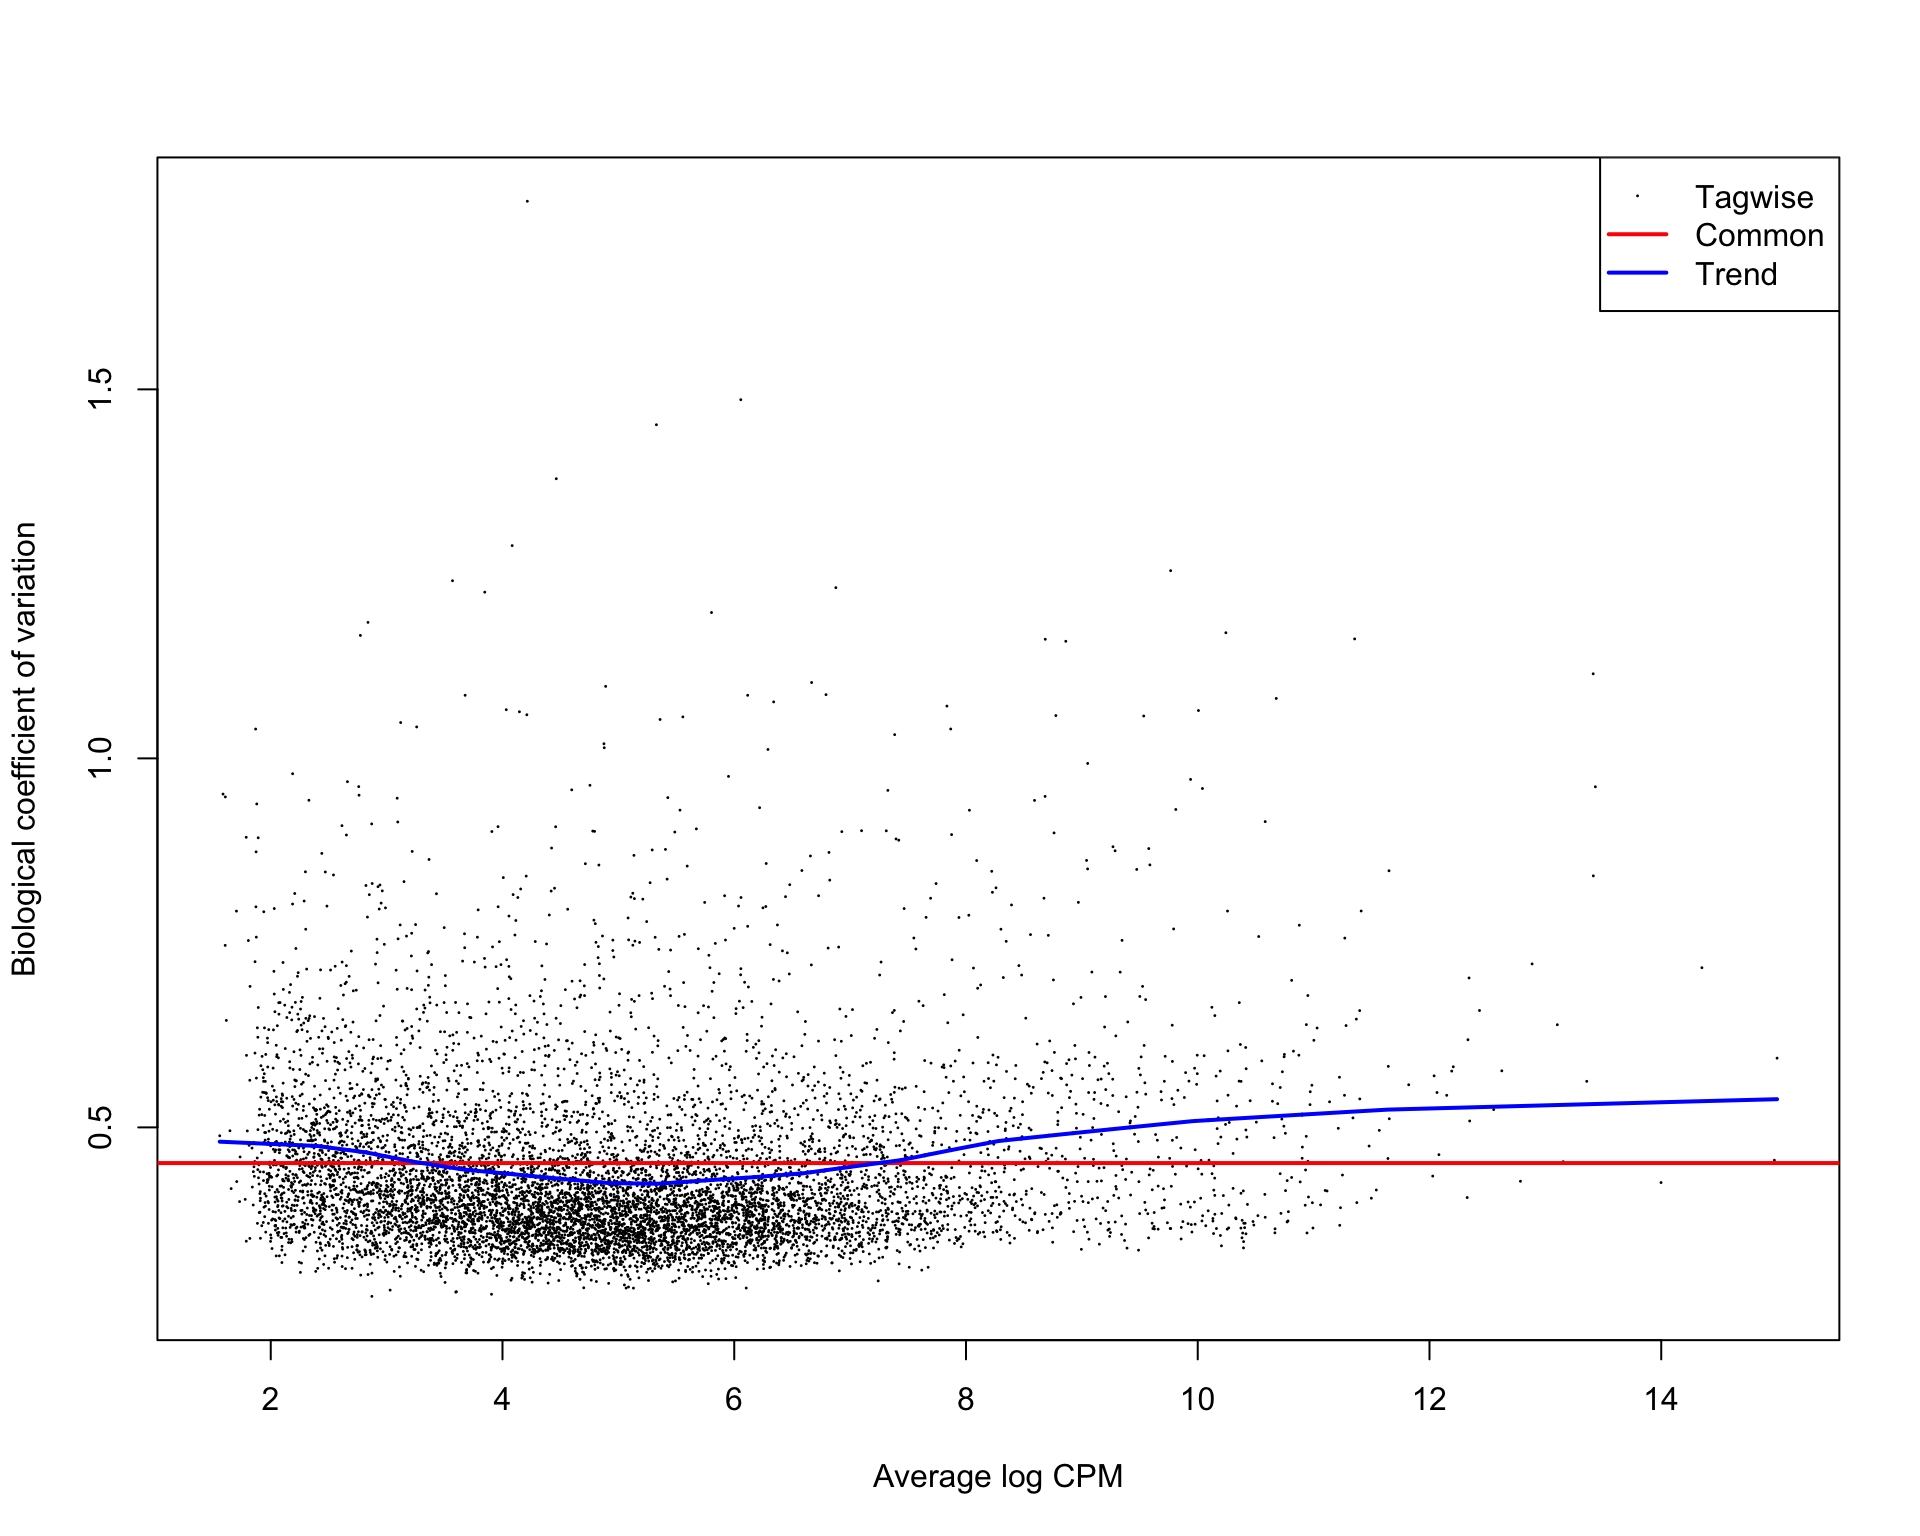 Tagwise
Common
Trend
Biological coefficient of variation
1.5
1.0
0.5
2 4 6 8 10 12 14
Average log CPM